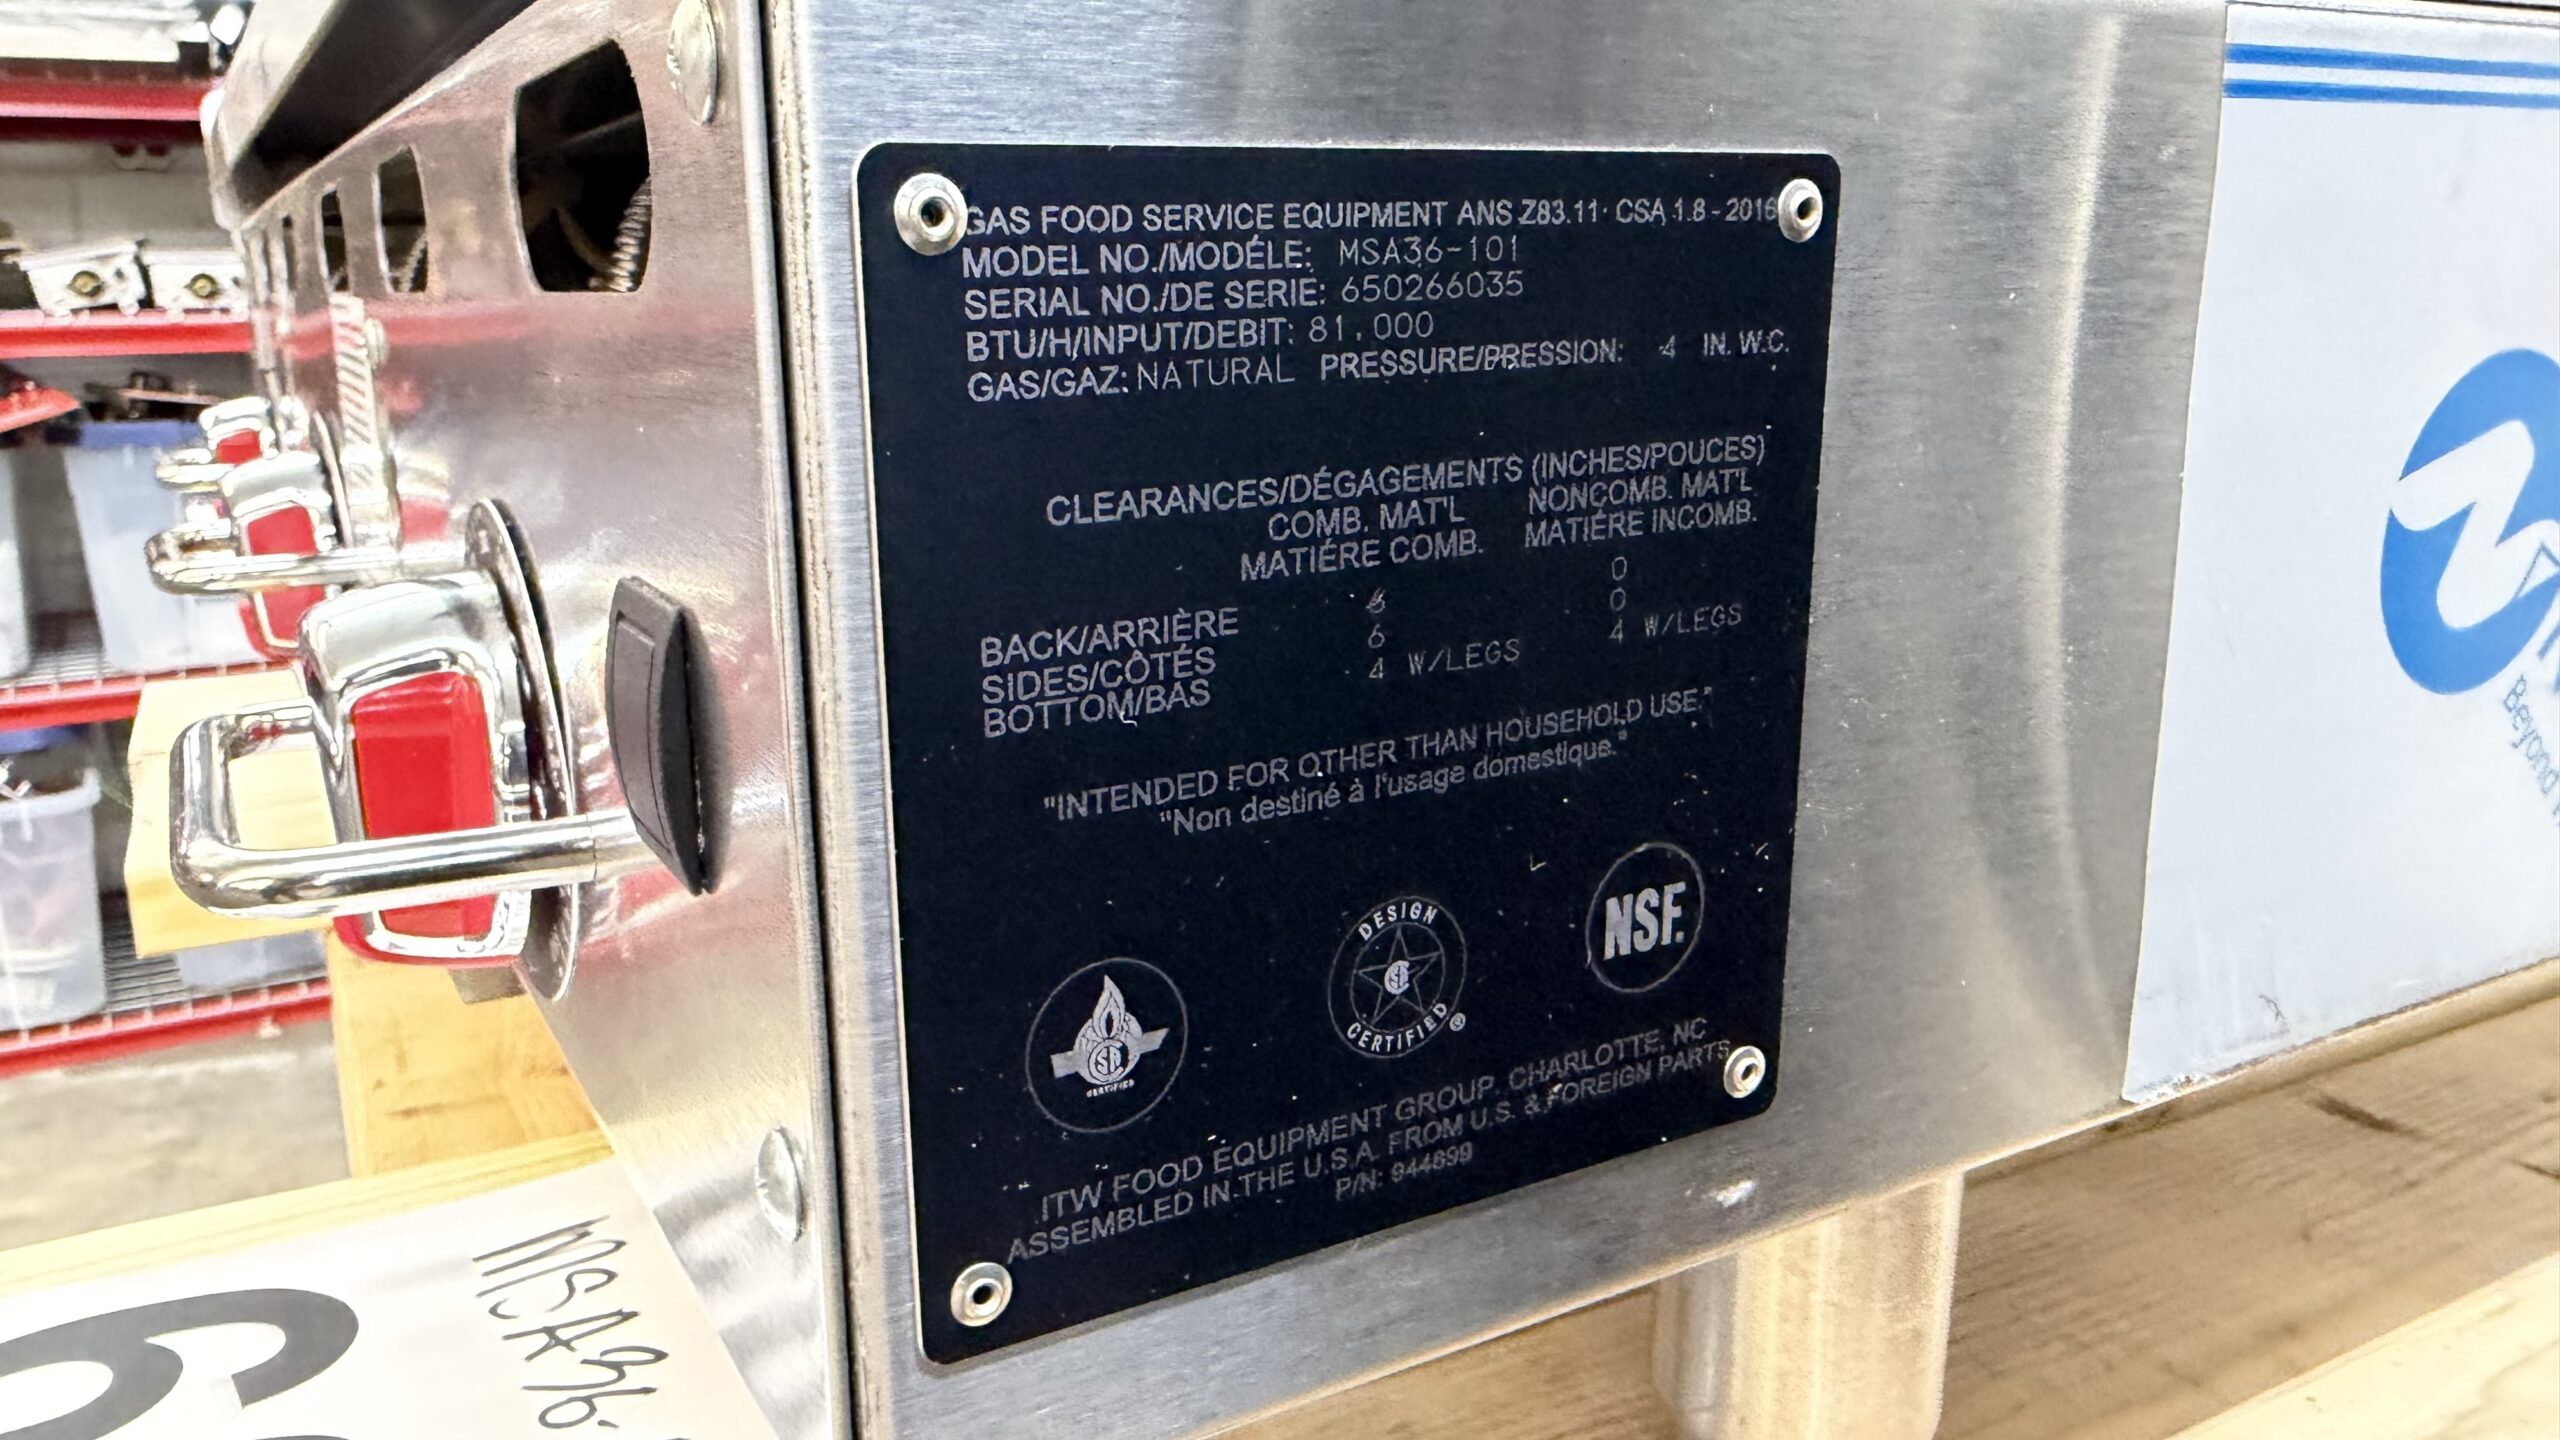 GAS FOOD SERVICE EQUIPMENT ANS Z83.11· CSA 1.8 - 2016
MODEL NO./MODÉLE: MSA36-101
SERIAL NO./DE SERIE: 650266035
BTU/H/INPUT/DEBIT: 81,000
GAS/GAZ: NATURAL PRESSURE/PRESSION: 4 IN. W.C.
CLEARANCES/DÉGAGEMENTS (INCHES/POUCES)
COMB. MAT'L NONCOMB. MAT'L
MATIÉRE COMB. MATIÉRE INCOMB.
BACK/ARRIÈRE 6 0
SIDES/CÔTÉS 6 0
BOTTOM/BAS 4 W/LEGS 4 W/LEGS
"INTENDED FOR OTHER THAN HOUSEHOLD USE."
"Non destiné à l'usage domestique."
DESIGN
CERTIFIED®
NSF.
CERTIFIED
ITW FOOD EQUIPMENT GROUP, CHARLOTTE, NC
ASSEMBLED IN THE U.S.A. FROM U.S. & FOREIGN PARTS
P/N: 944699
MSA36-
Beyond